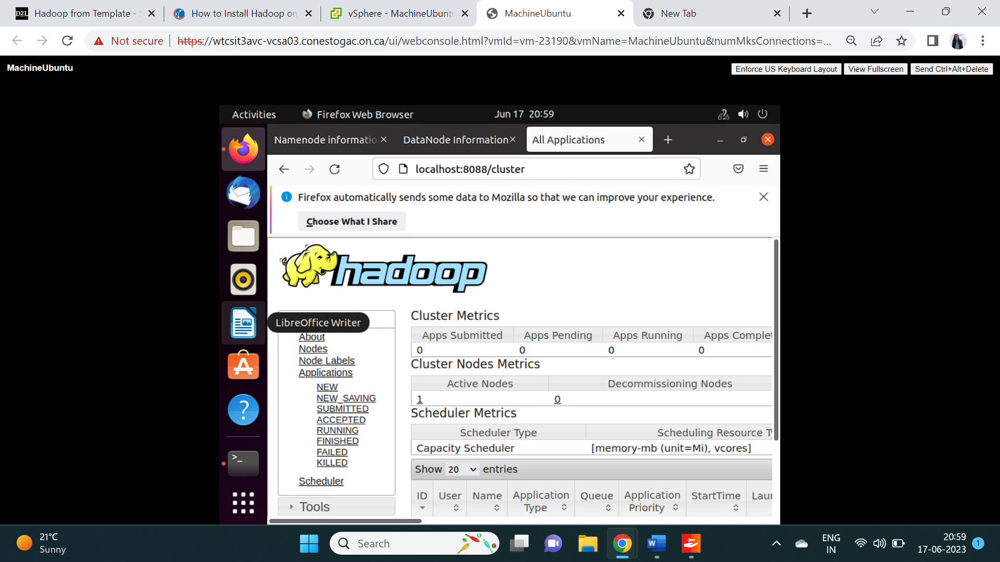 D2L Hadoop from Template - S
How to Install Hadoop on
vSphere - MachineUbuntu
MachineUbuntu
New Tab
Not secure
https://wtcsit3avc-vcsa03.conestogac.on.ca/ui/webconsole.html?vmId=vm-23190&vmName=MachineUbuntu&numMksConnections=...
MachineUbuntu
Enforce US Keyboard Layout
View Fullscreen
Send Ctrl+Alt+Delete
Activities
Firefox Web Browser
Jun 17 20:59
Namenode informatio
DataNode Information
All Applications
localhost:8088/cluster
Firefox automatically sends some data to Mozilla so that we can improve your experience.
Choose What I Share
hadoop
LibreOffice Writer
About
Nodes
Node Labels
Applications
NEW
NEW_SAVING
SUBMITTED
ACCEPTED
RUNNING
FINISHED
FAILED
KILLED
Scheduler
Tools
Cluster Metrics
Apps Submitted Apps Pending Apps Running Apps Complet
0 0 0 0
Cluster Nodes Metrics
Active Nodes Decommissioning Nodes
1 0
Scheduler Metrics
Scheduler Type Scheduling Resource T
Capacity Scheduler [memory-mb (unit=Mi), vcores]
Show 20 entries
ID User Name Application Type Queue Application Priority StartTime Laun
21°C
Sunny
Search
W
ENG
IN
20:59
17-06-2023
1